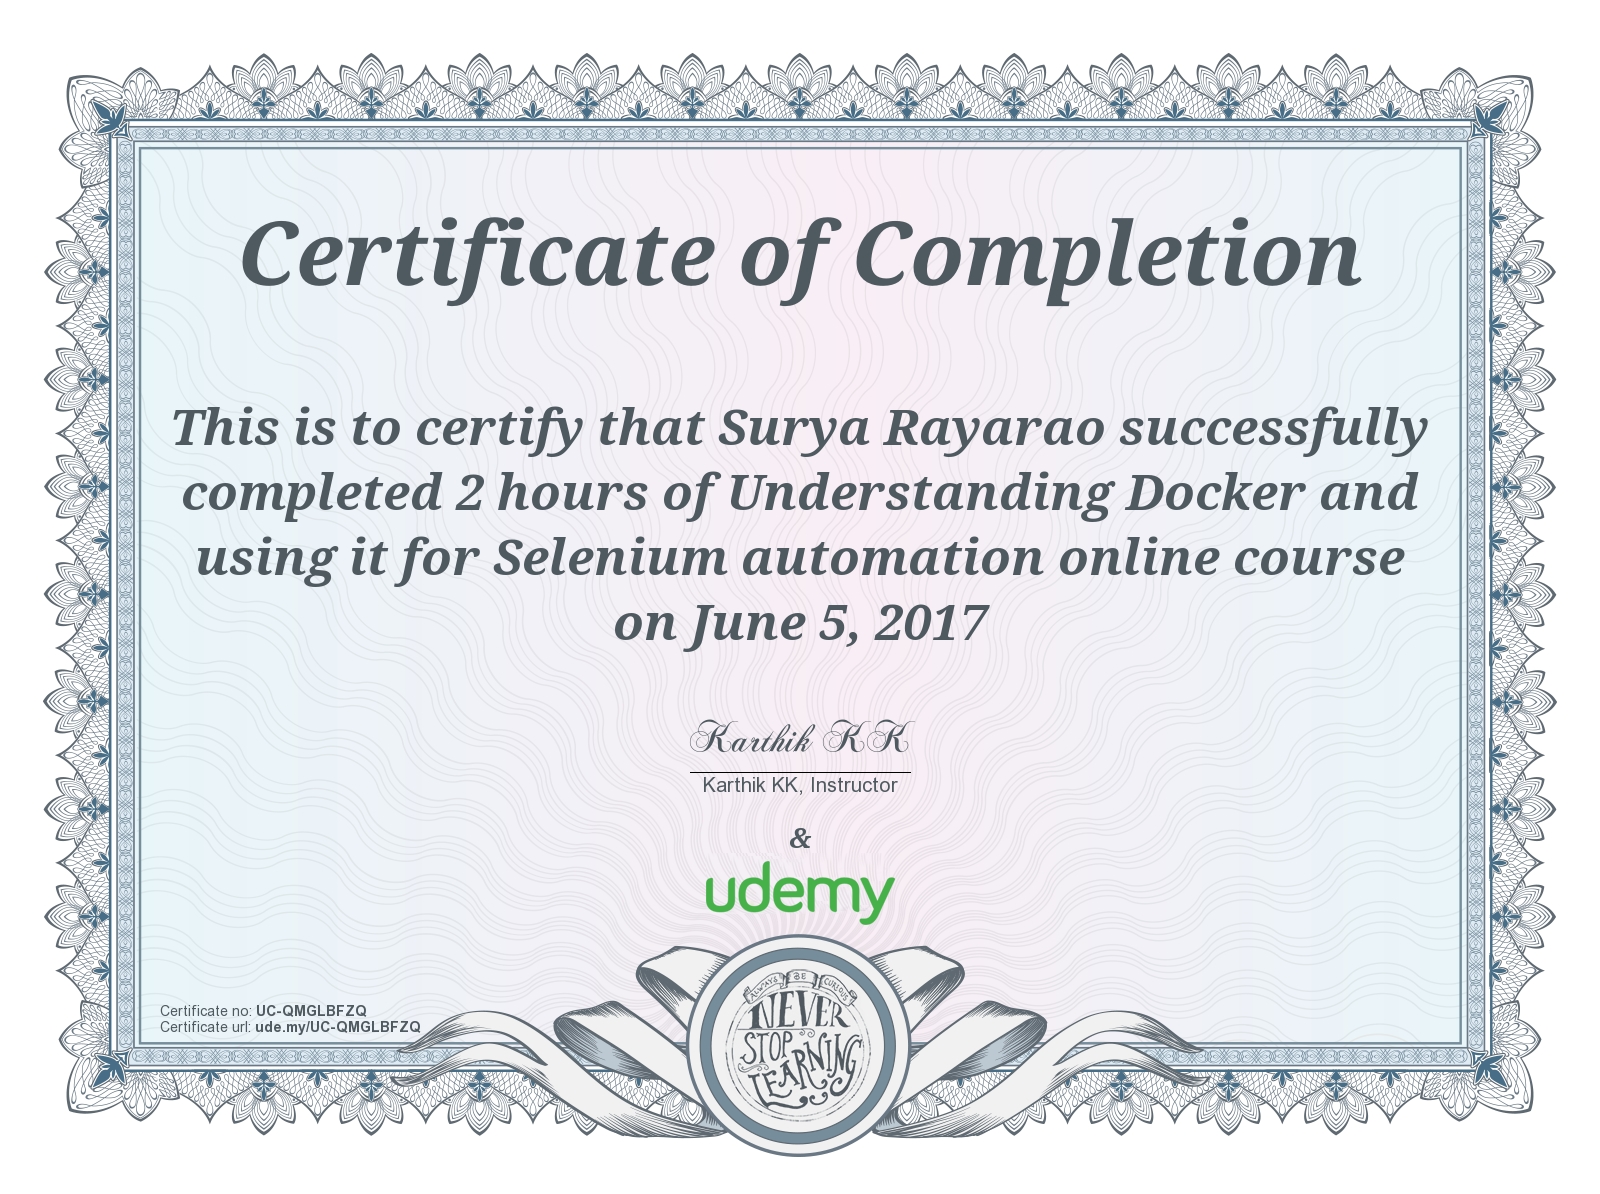 Certificate of Completion
This is to certify that Surya Rayarao successfully
completed 2 hours of Understanding Docker and
using it for Selenium automation online course
on June 5, 2017
Karthik KK
Karthik KK, Instructor
&
udemy
Certificate no: UC-QMGLBFZQ
Certificate url: ude.my/UC-QMGLBFZQ
ALWAYS BE CURIOUS
NEVER
STOP
LEARNING